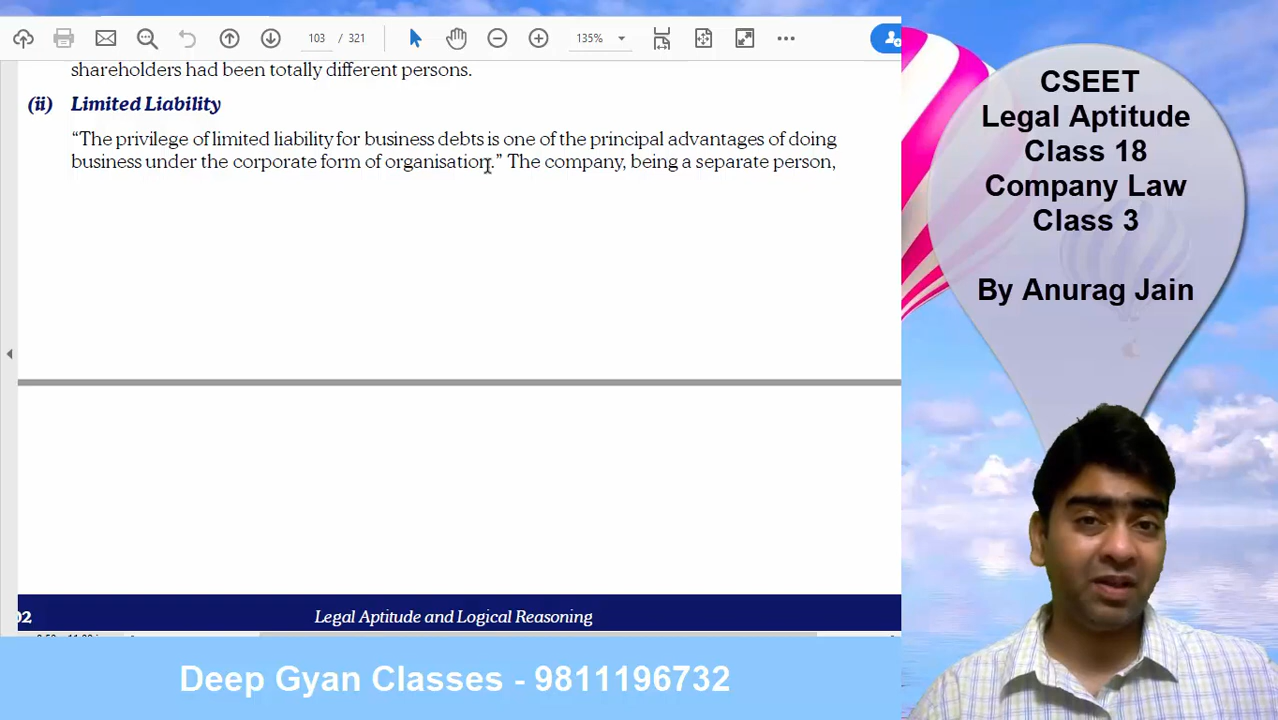 103 / 321
135%
shareholders had been totally different persons.
(ii) Limited Liability
“The privilege of limited liability for business debts is one of the principal advantages of doing
business under the corporate form of organisation.” The company, being a separate person,
02
Legal Aptitude and Logical Reasoning
CSEET
Legal Aptitude
Class 18
Company Law
Class 3
By Anurag Jain
Deep Gyan Classes - 9811196732